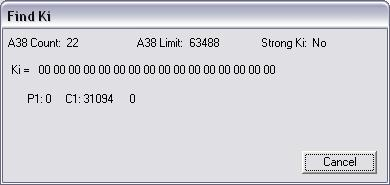 Find Ki
A38 Count: 22 A38 Limit: 63488 Strong Ki: No
Ki = 00 00 00 00 00 00 00 00 00 00 00 00 00 00 00 00
P1: 0 C1: 31094 0
Cancel